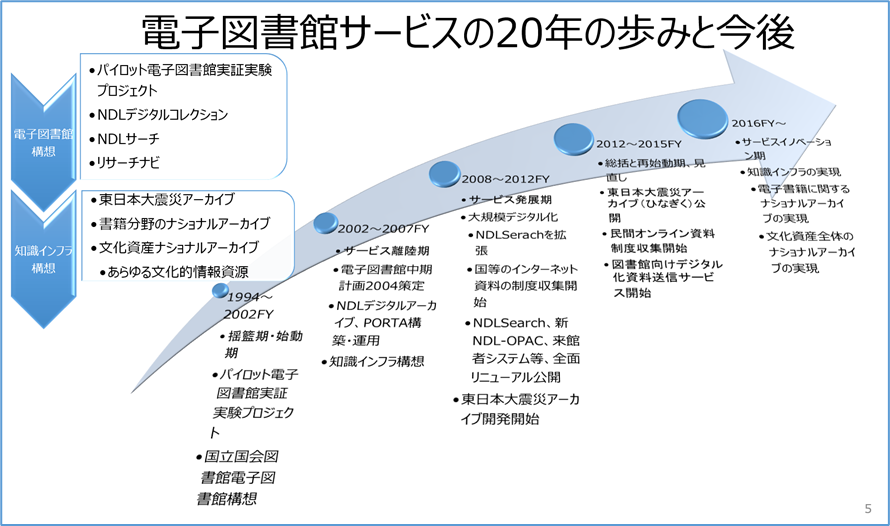 電子図書館サービスの20年の歩みと今後
電子図書館
構想
•パイロット電子図書館実証実験
プロジェクト
•NDLデジタルコレクション
•NDLサーチ
•リサーチナビ
知識インフラ
構想
•東日本大震災アーカイブ
•書籍分野のナショナルアーカイブ
•文化資産ナショナルアーカイブ
•あらゆる文化的情報資源
1994～
2002FY
•揺籃期・始動
期
•パイロット電子
図書館実証
実験プロジェク
ト
•国立国会図
書館電子図
書館構想
2002～2007FY
•サービス離陸期
•電子図書館中期
計画2004策定
•NDLデジタルアーカ
イブ、PORTA構
築・運用
•知識インフラ構想
2008～2012FY
•サービス発展期
•大規模デジタル化
•NDLSerachを拡
張
•国等のインターネット
資料の制度収集開
始
•NDLSearch、新
NDL-OPAC、来館
者システム等、全面
リニューアル公開
•東日本大震災アーカ
イブ開発開始
2012～2015FY
•総括と再始動期、見
直し
•東日本大震災アー
カイブ（ひなぎく）公
開
•民間オンライン資料
制度収集開始
•図書館向けデジタル
化資料送信サービ
ス開始
2016FY～
•サービスイノベーショ
ン期
•知識インフラの実現
•電子書籍に関する
ナショナルアーカイ
ブの実現
•文化資産全体の
ナショナルアーカイ
ブの実現
5